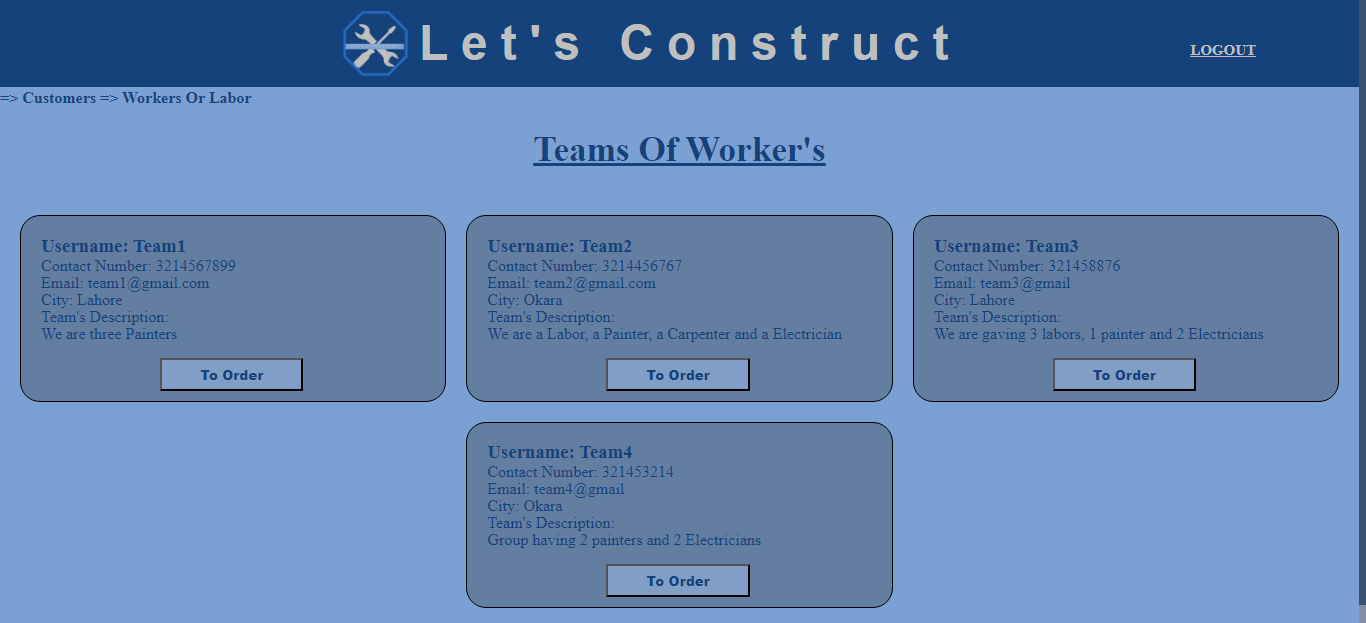 Let's Construct
LOGOUT
=> Customers => Workers Or Labor
Teams Of Worker's
Username: Team1
Contact Number: 3214567899
Email: team1@gmail.com
City: Lahore
Team's Description:
We are three Painters
To Order
Username: Team2
Contact Number: 3214456767
Email: team2@gmail.com
City: Okara
Team's Description:
We are a Labor, a Painter, a Carpenter and a Electrician
To Order
Username: Team3
Contact Number: 321458876
Email: team3@gmail
City: Lahore
Team's Description:
We are gaving 3 labors, 1 painter and 2 Electricians
To Order
Username: Team4
Contact Number: 321453214
Email: team4@gmail
City: Okara
Team's Description:
Group having 2 painters and 2 Electricians
To Order